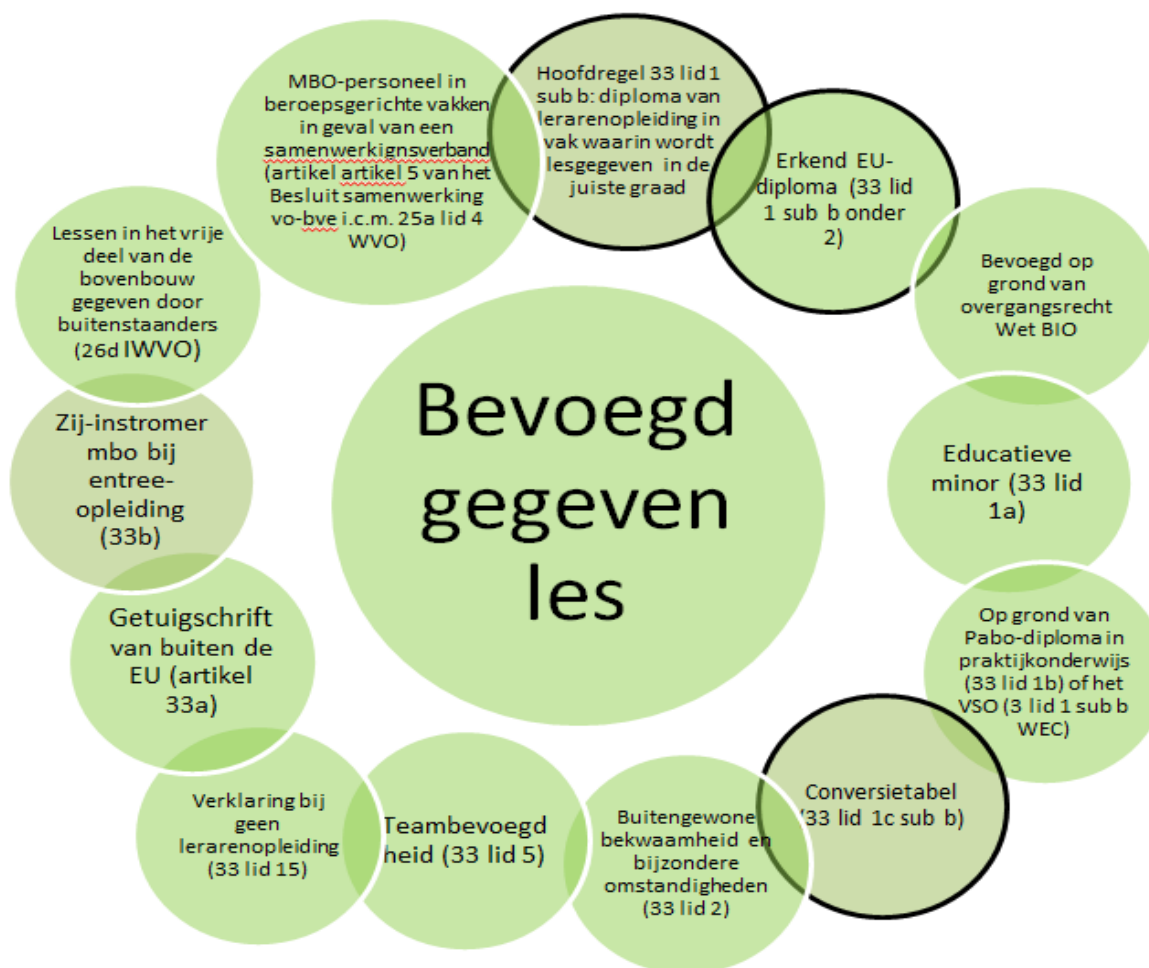 Bevoegd
gegeven
les
Hoofdregel 33 lid 1
sub b: diploma van
lerarenopleiding in
vak waarin wordt
lesgegeven in de
juiste graad
Erkend EU-
diploma (33 lid
1 sub b onder
2)
Bevoegd op
grond van
overgangsrecht
Wet BIO
Educatieve
minor (33 lid
1a)
Op grond van
Pabo-diploma in
praktijkonderwijs
(33 lid 1b) of het
VSO (3 lid 1 sub b
WEC)
Conversietabel
(33 lid 1c sub b)
Buitengewone
bekwaamheid en
bijzondere
omstandigheden
(33 lid 2)
Teambevoegd
heid (33 lid 5)
Verklaring bij
geen
lerarenopleiding
(33 lid 15)
Getuigschrift
van buiten de
EU (artikel
33a)
Zij-instromer
mbo bij
entree-
opleiding
(33b)
Lessen in het vrije
deel van de
bovenbouw
gegeven door
buitenstaanders
(26d IWVO)
MBO-personeel in
beroepsgerichte vakken
in geval van een
samenwerkignsverband
(artikel artikel 5 van het
Besluit samenwerking
vo-bve i.c.m. 25a lid 4
WVO)